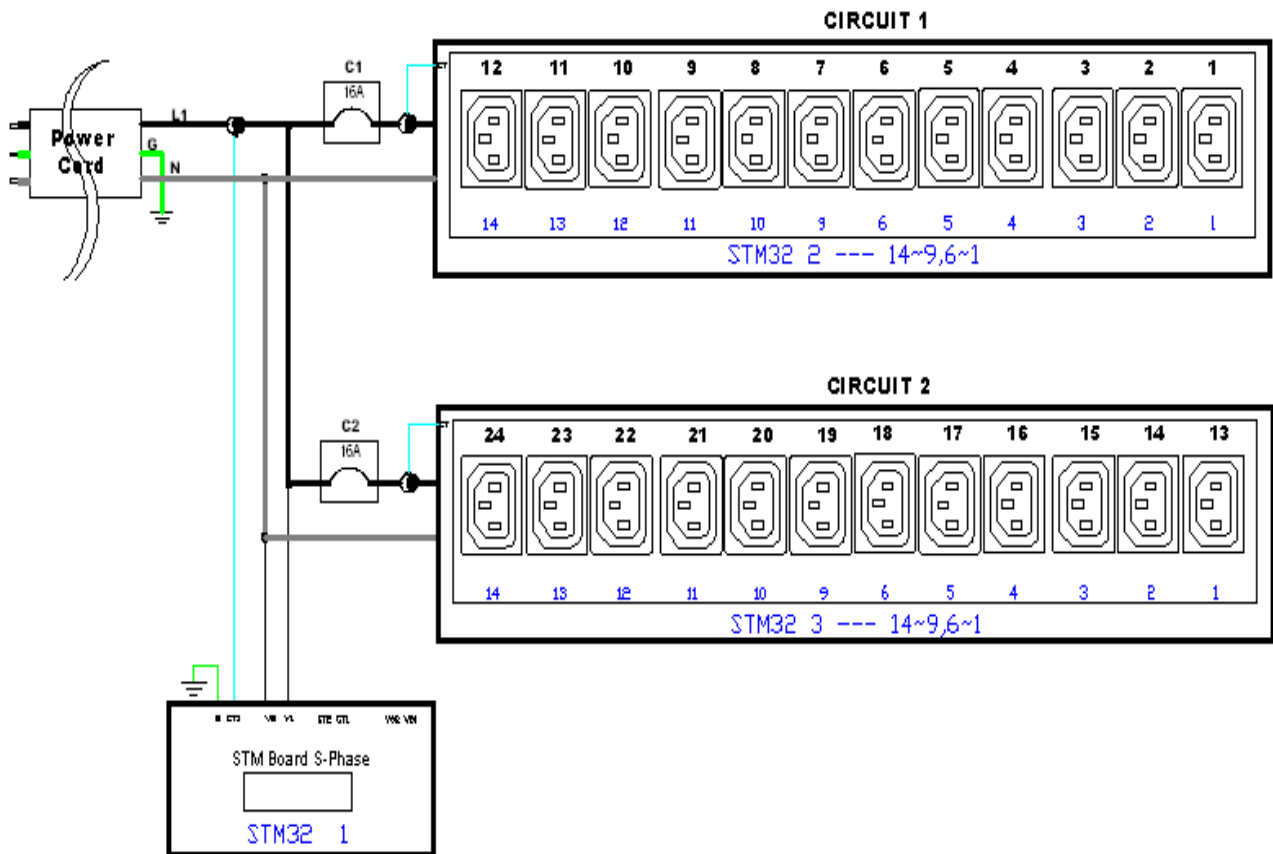 CIRCUIT 1
C1
16A
CT
12 11 10 9 8 7 6 5 4 3 2 1
L1
Power
Cord
G
N
14 13 12 11 10 9 6 5 4 3 2 1
STM32 2 --- 14~9,6~1
CIRCUIT 2
C2
16A
CT
24 23 22 21 20 19 18 17 16 15 14 13
14 13 12 11 10 9 6 5 4 3 2 1
STM32 3 --- 14~9,6~1
STM Board S-Phase
STM32 1